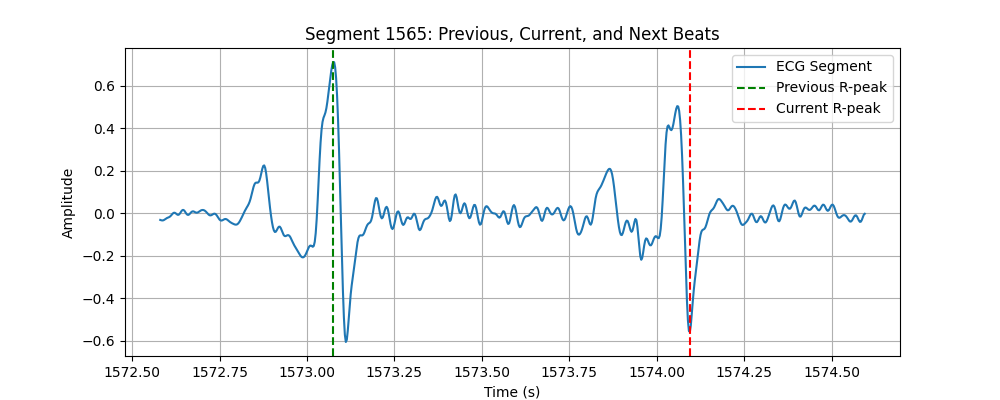 Segment 1565: Previous, Current, and Next Beats
ECG Segment
Previous R-peak
Current R-peak
Amplitude
0.6
0.4
0.2
0.0
−0.2
−0.4
−0.6
1572.50 1572.75 1573.00 1573.25 1573.50 1573.75 1574.00 1574.25 1574.50
Time (s)